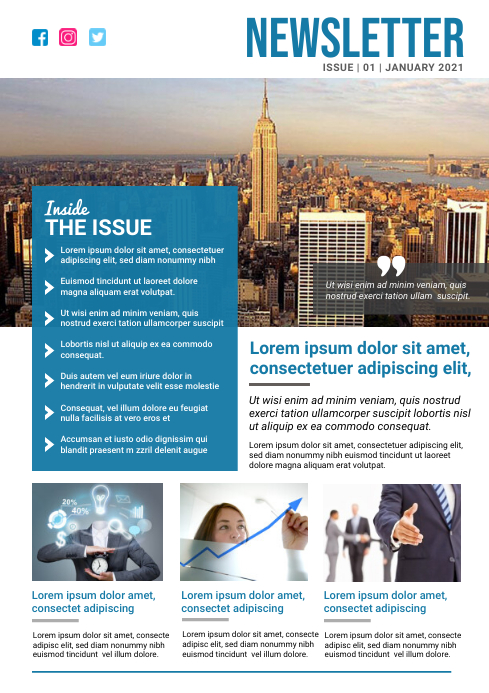 NEWSLETTER
ISSUE | 01 | JANUARY 2021
Inside
THE ISSUE
Lorem ipsum dolor sit amet, consectetuer
adipiscing elit, sed diam nonummy nibh
Euismod tincidunt ut laoreet dolore
magna aliquam erat volutpat.
Ut wisi enim ad minim veniam, quis
nostrud exerci tation ullamcorper suscipit
Lobortis nisl ut aliquip ex ea commodo
consequat.
Duis autem vel eum iriure dolor in
hendrerit in vulputate velit esse molestie
Consequat, vel illum dolore eu feugiat
nulla facilisis at vero eros et
Accumsan et iusto odio dignissim qui
blandit praesent m zzril delenit augue
Ut wisi enim ad minim veniam, quis
nostrud exerci tation ullam suscipit.
Lorem ipsum dolor sit amet,
consectetuer adipiscing elit,
Ut wisi enim ad minim veniam, quis nostrud
exerci tation ullamcorper suscipit lobortis nisl
ut aliquip ex ea commodo consequat.
Lorem ipsum dolor sit amet, consectetuer adipiscing elit,
sed diam nonummy nibh euismod tincidunt ut laoreet
dolore magna aliquam erat volutpat.
20%
40%
$
Lorem ipsum dolor sit amet,
consectet adipiscing
Lorem ipsum dolor sit amet, consecte
adipisc elit, sed diam nonummy nibh
euismod tincidunt vel illum dolore.
Lorem ipsum dolor sit amet,
consectet adipiscing
Lorem ipsum dolor sit amet, consecte
adipisc elit, sed diam nonummy nibh
euismod tincidunt vel illum dolore.
Lorem ipsum dolor sit amet,
consectet adipiscing
Lorem ipsum dolor sit amet, consecte
adipisc elit, sed diam nonummy nibh
euismod tincidunt vel illum dolore.